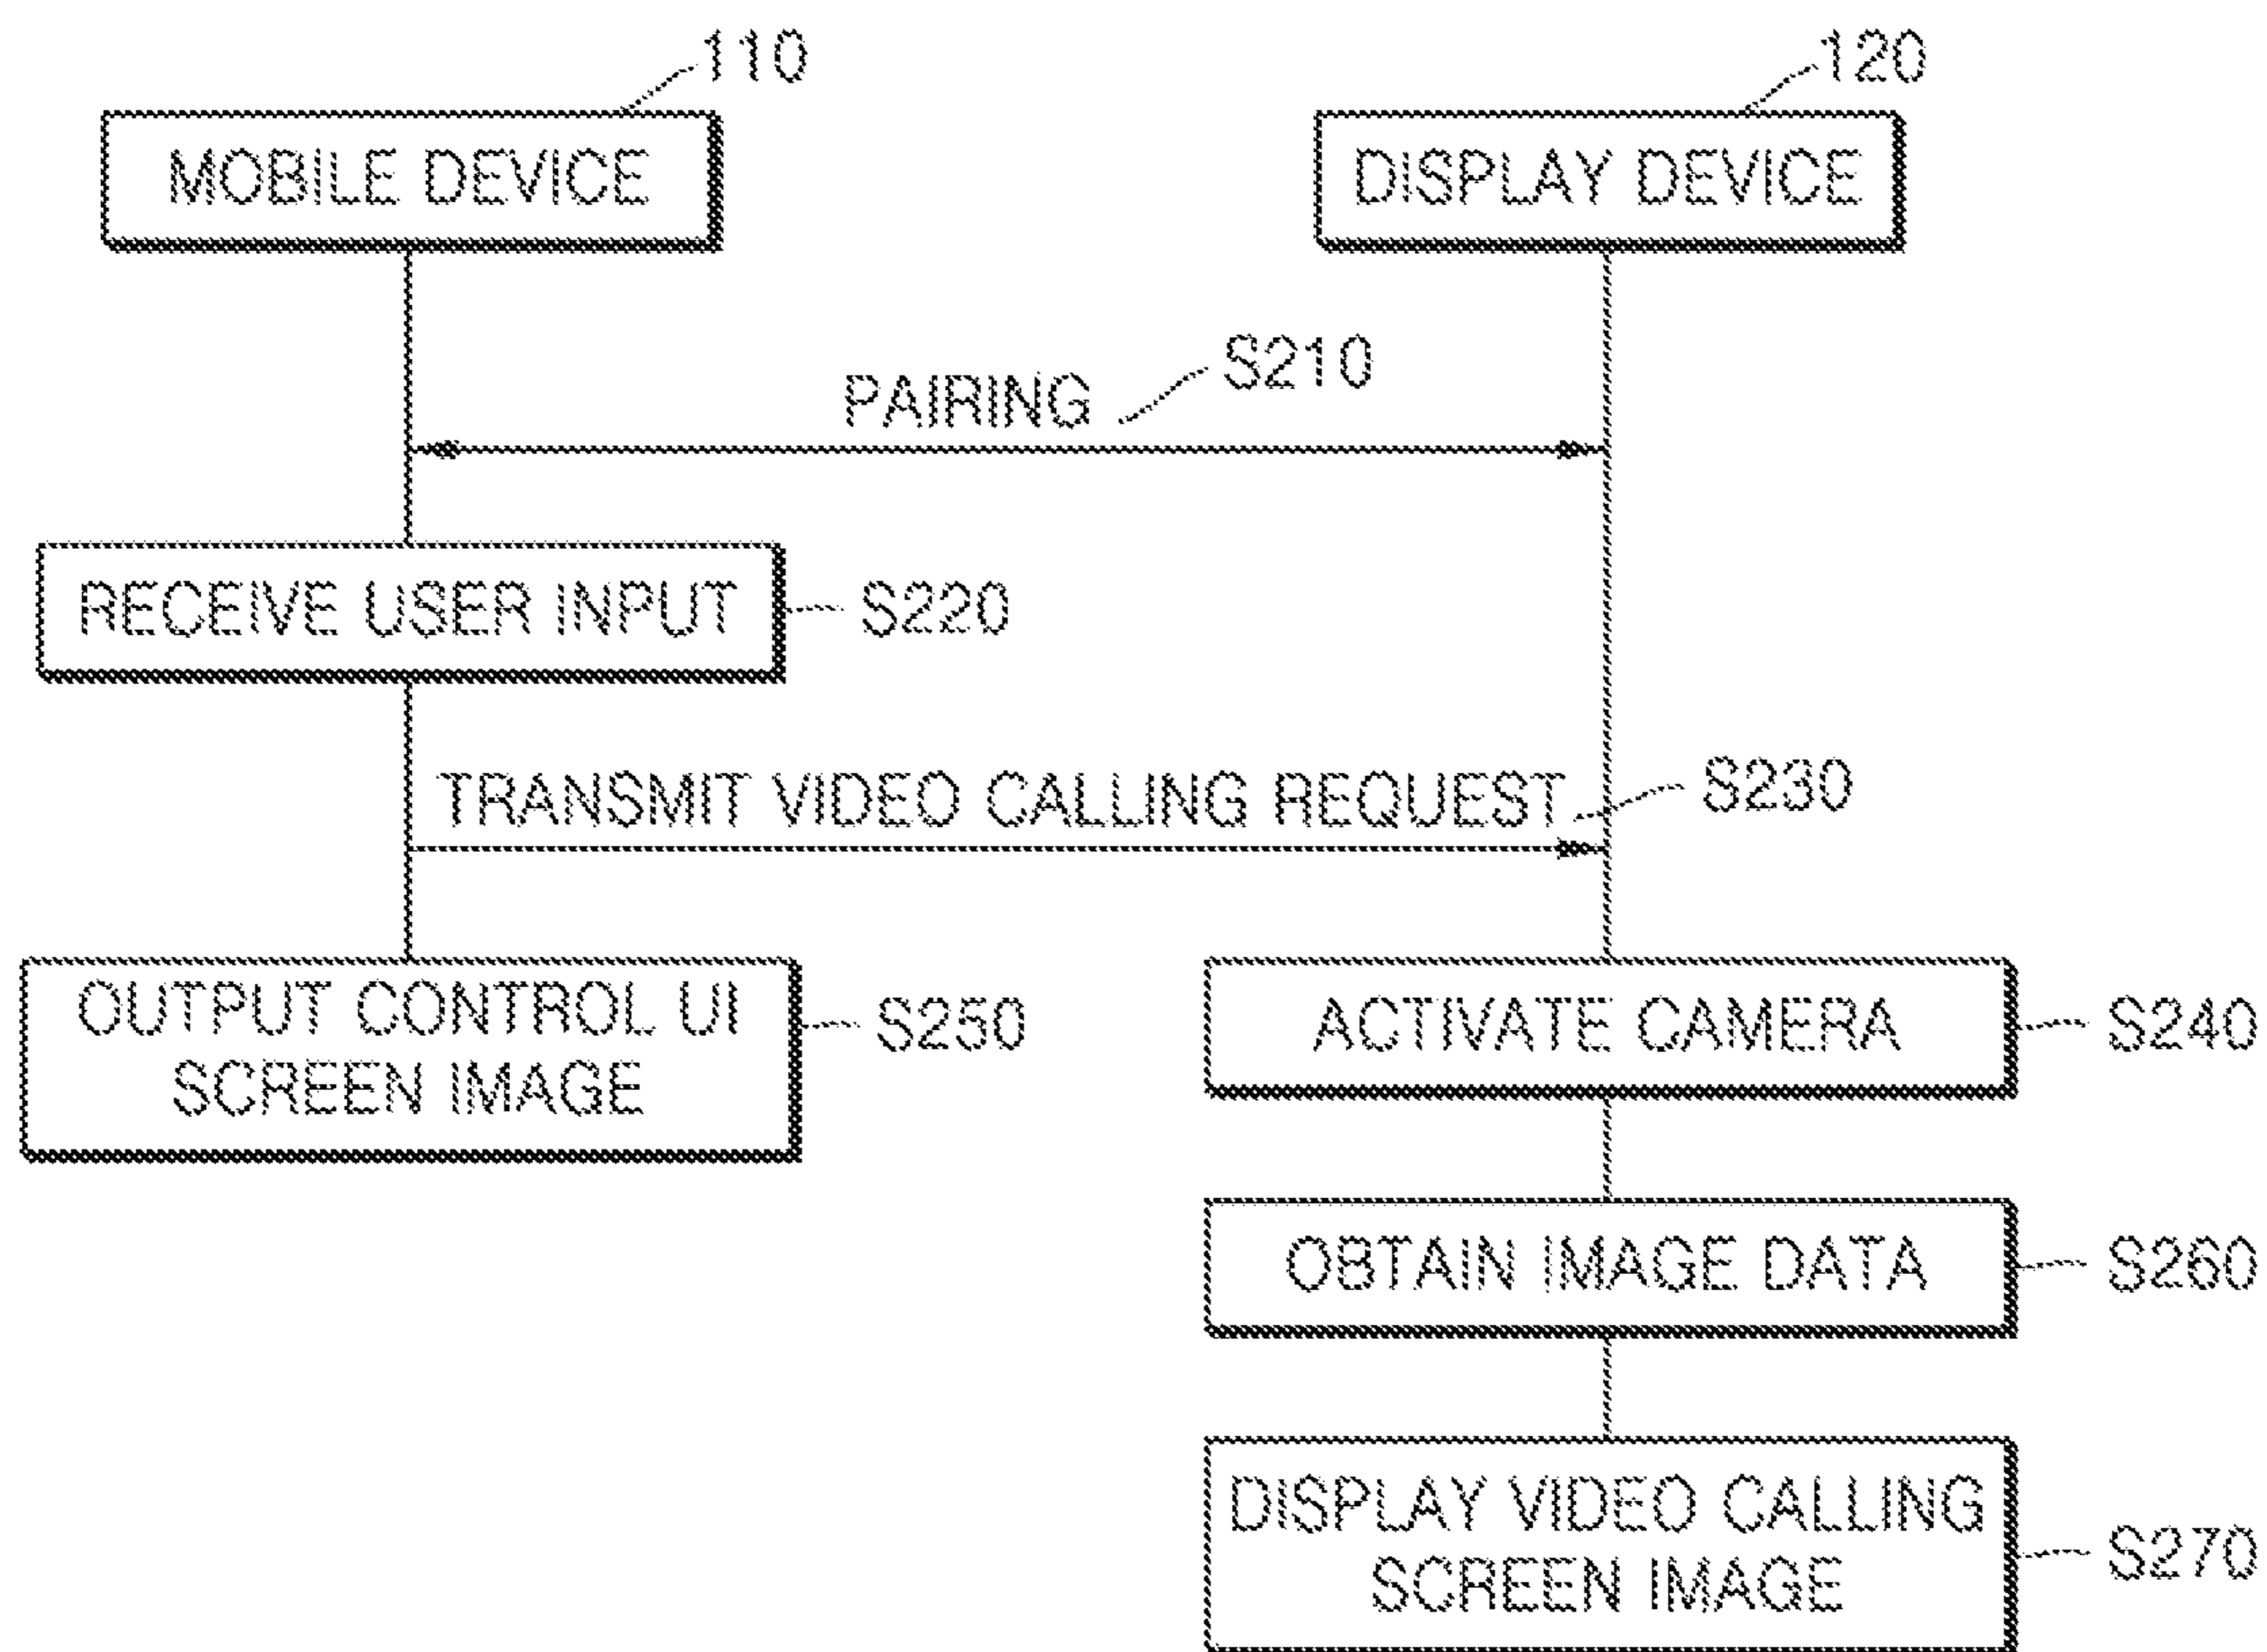 110
120
MOBILE DEVICE
DISPLAY DEVICE
PAIRING
S210
RECEIVE USER INPUT
S220
TRANSMIT VIDEO CALLING REQUEST
S230
OUTPUT CONTROL UI
SCREEN IMAGE
S250
ACTIVATE CAMERA
S240
OBTAIN IMAGE DATA
S260
DISPLAY VIDEO CALLING
SCREEN IMAGE
S270